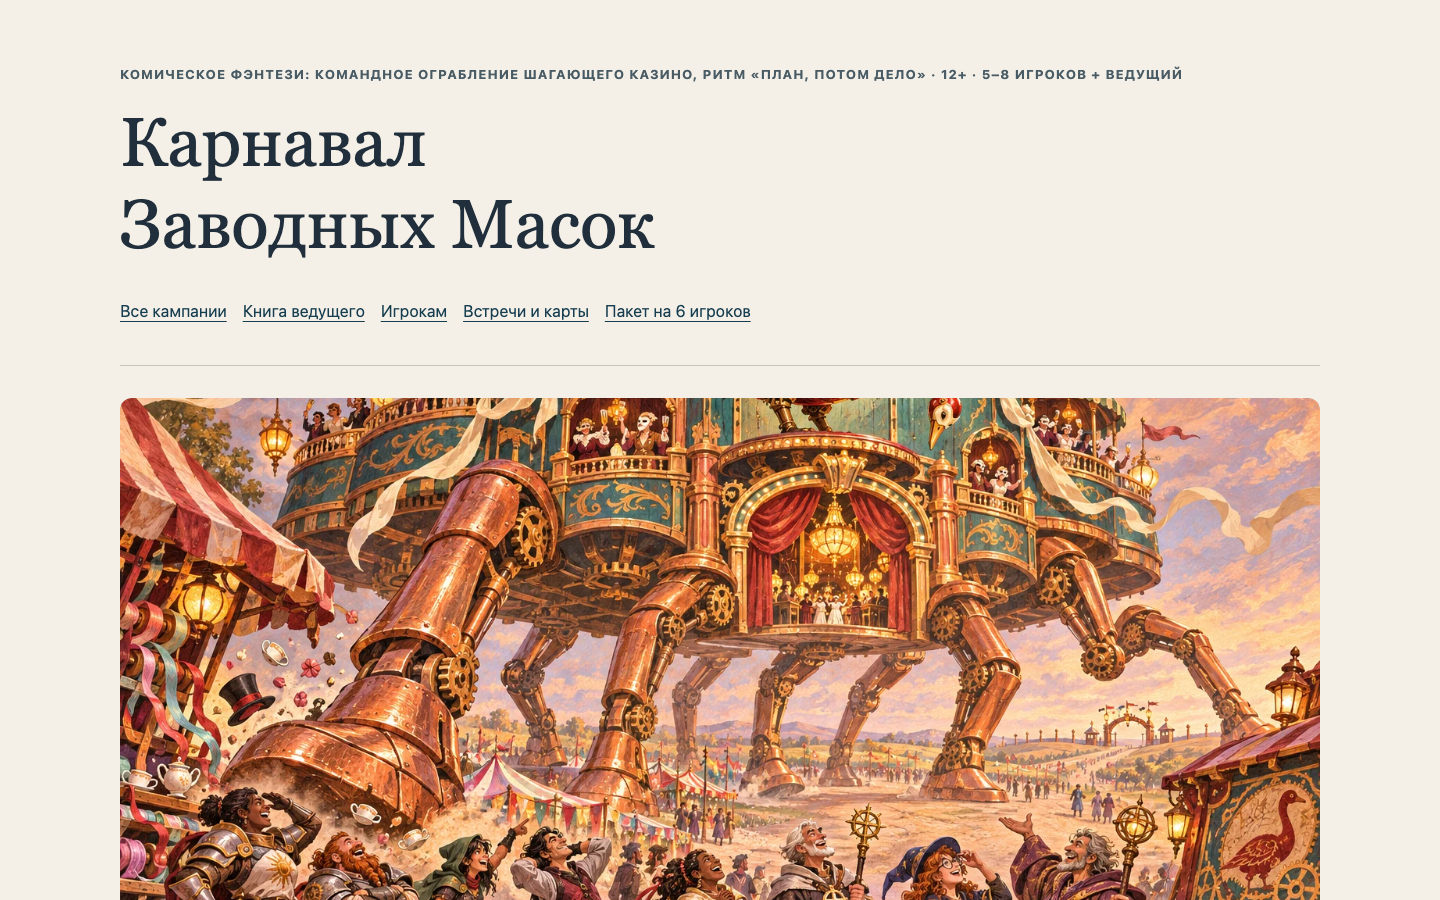 КОМИЧЕСКОЕ ФЭНТЕЗИ: КОМАНДНОЕ ОГРАБЛЕНИЕ ШАГАЮЩЕГО КАЗИНО, РИТМ «ПЛАН, ПОТОМ ДЕЛО» · 12+ · 5–8 ИГРОКОВ + ВЕДУЩИЙ
Карнавал
Заводных Масок
Все кампании Книга ведущего Игрокам Встречи и карты Пакет на 6 игроков